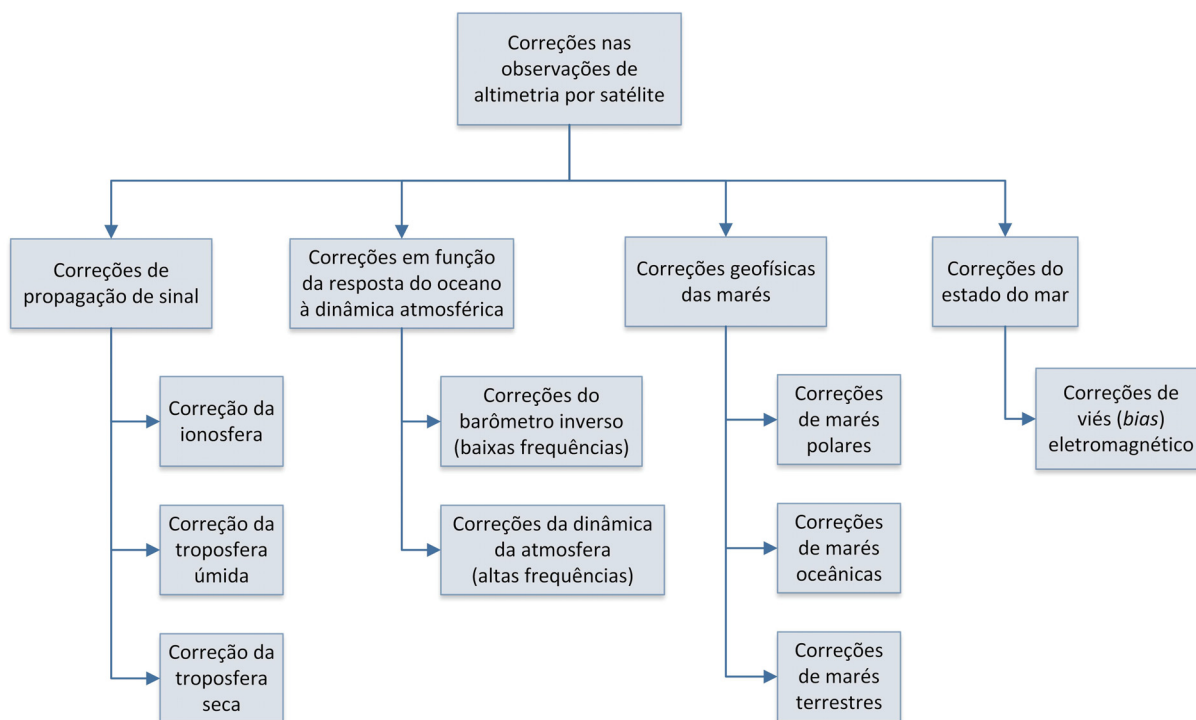 Correções nas
observações de
altimetria por satélite
Correções de
propagação de sinal
Correções em função
da resposta do oceano
à dinâmica atmosférica
Correções geofísicas
das marés
Correções do
estado do mar
Correção da
ionosfera
Correção da
troposfera
úmida
Correção da
troposfera
seca
Correções do
barômetro inverso
(baixas frequências)
Correções da dinâmica
da atmosfera
(altas frequências)
Correções
de marés
polares
Correções
de marés
oceânicas
Correções
de marés
terrestres
Correções de
viés (bias)
eletromagnético